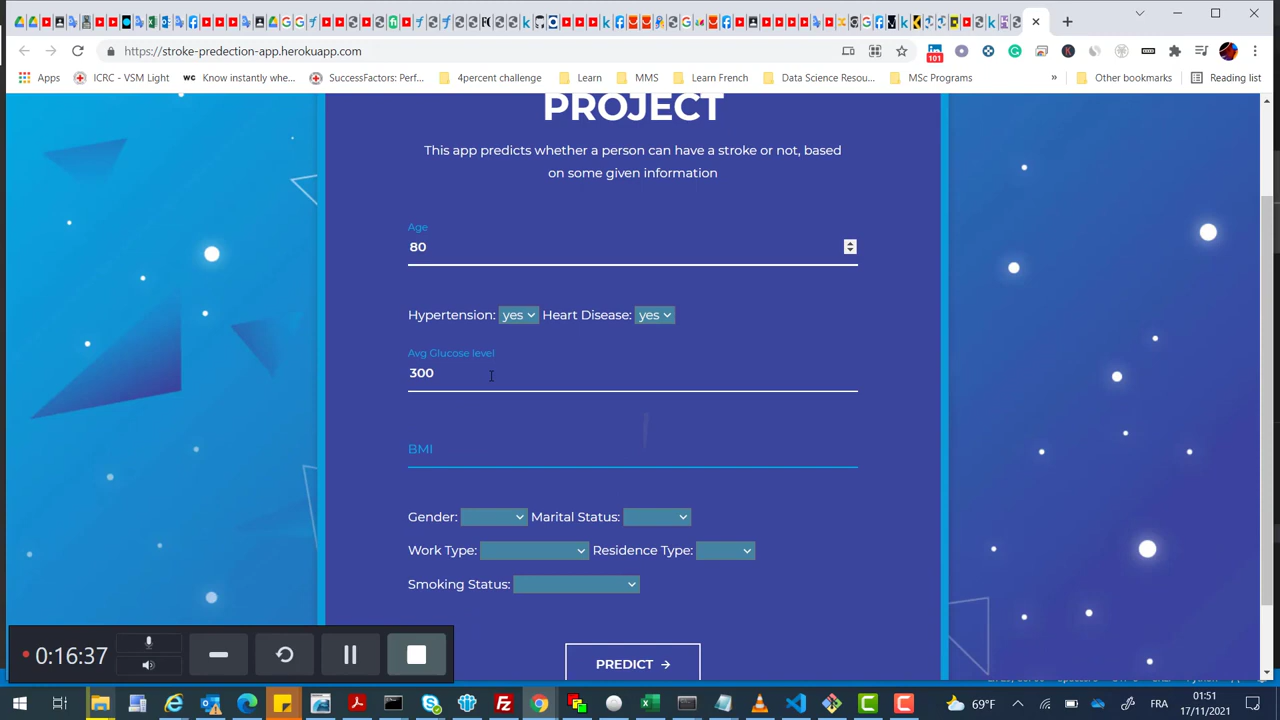 https://stroke-predection-app.herokuapp.com
101
Apps ICRC - VSM Light Know instantly whe... SuccessFactors: Perf... 4percent challenge Learn MMS Learn French Data Science Resou... MSc Programs » Other bookmarks Reading list
PROJECT
This app predicts whether a person can have a stroke or not, based
on some given information
Age
80
Hypertension: yes Heart Disease: yes
Avg Glucose level
300
BMI
Gender: Marital Status:
Work Type: Residence Type:
Smoking Status:
PREDICT →
0:16:37
69°F FRA 01:51
17/11/2021